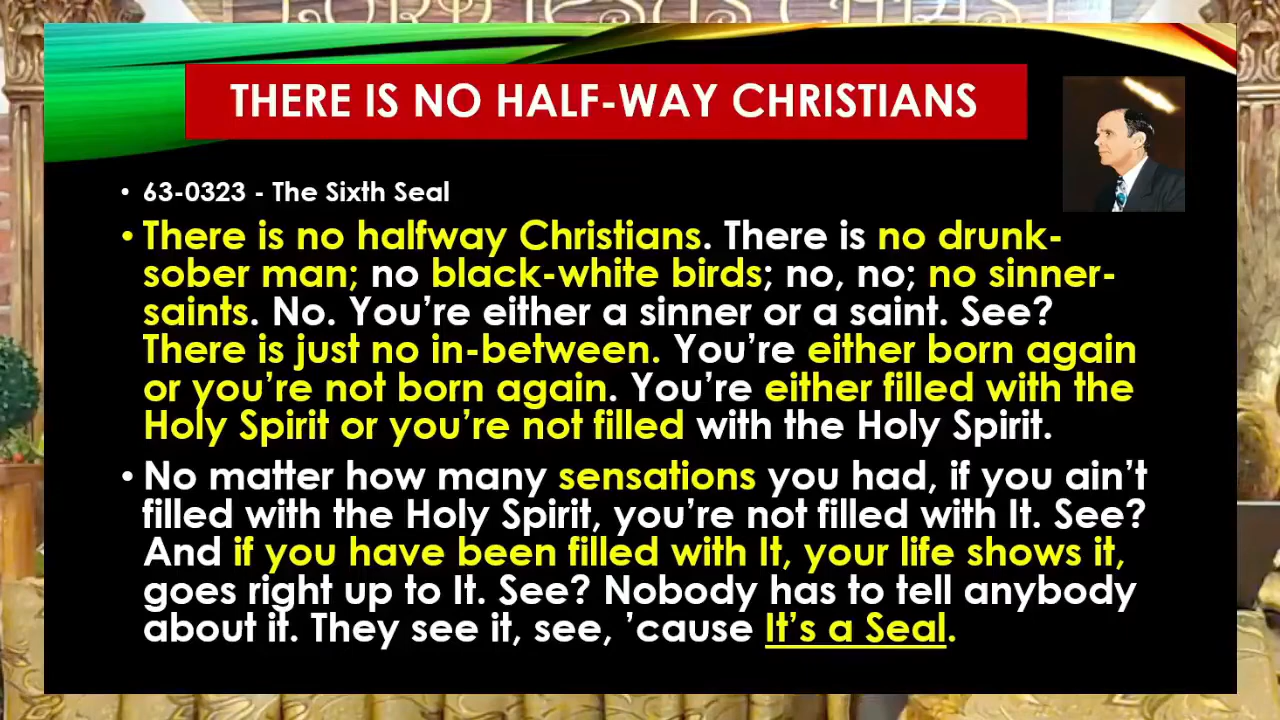 LORD JESUS CHRIST
THERE IS NO HALF-WAY CHRISTIANS
• 63-0323 - The Sixth Seal
• There is no halfway Christians. There is no drunk-
sober man; no black-white birds; no, no; no sinner-
saints. No. You’re either a sinner or a saint. See?
There is just no in-between. You’re either born again
or you’re not born again. You’re either filled with the
Holy Spirit or you’re not filled with the Holy Spirit.
• No matter how many sensations you had, if you ain’t
filled with the Holy Spirit, you’re not filled with It. See?
And if you have been filled with It, your life shows it,
goes right up to It. See? Nobody has to tell anybody
about it. They see it, see, ’cause It’s a Seal.